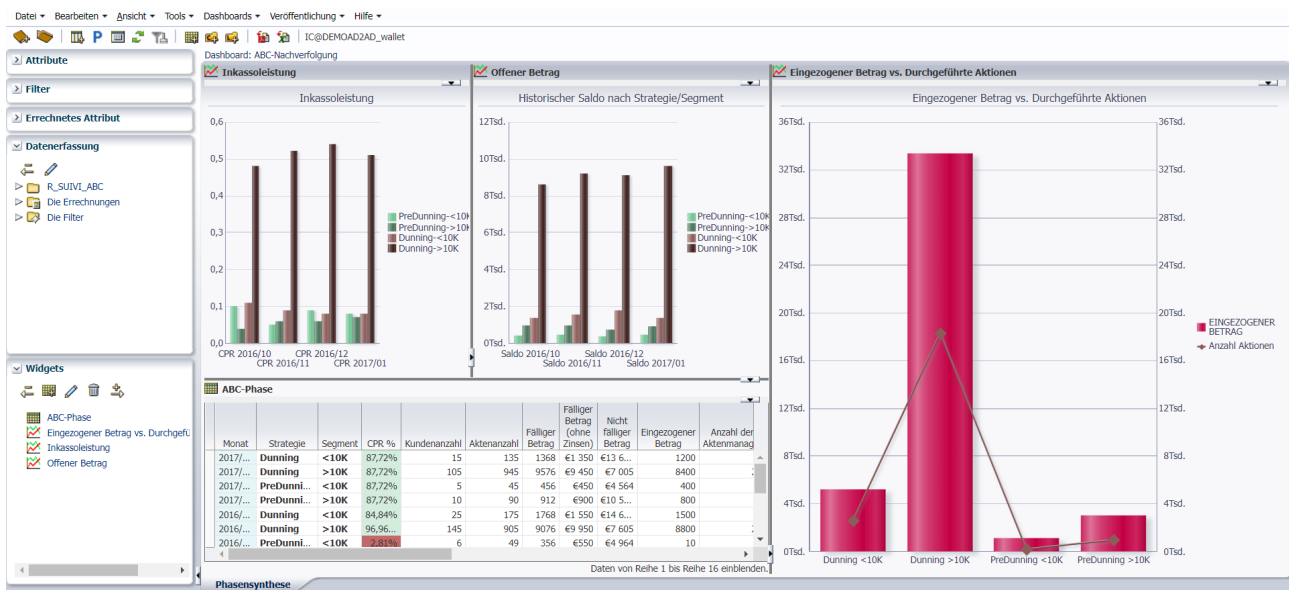 Datei Bearbeiten Ansicht Tools Dashboards Veröffentlichung Hilfe
P IC@DEMOAD2AD_wallet
Attribute
Filter
Errechnetes Attribut
Datenerfassung
R_SUIVI_ABC
Die Errechnungen
Die Filter
Widgets
ABC-Phase
Eingezogener Betrag vs. Durchgefü
Inkassoleistung
Offener Betrag
Dashboard: ABC-Nachverfolgung
Inkassoleistung
Inkassoleistung
0,6
0,5
0,4
0,3
0,2
0,1
0,0
CPR 2016/10
CPR 2016/11
CPR 2016/12
CPR 2017/01
PreDunning-<10K
PreDunning->10K
Dunning-<10K
Dunning->10K
Offener Betrag
Historischer Saldo nach Strategie/Segment
12Tsd.
10Tsd.
8Tsd.
6Tsd.
4Tsd.
2Tsd.
0Tsd.
Saldo 2016/10
Saldo 2016/11
Saldo 2016/12
Saldo 2017/01
PreDunning-<10K
PreDunning->10K
Dunning-<10K
Dunning->10K
Eingezogener Betrag vs. Durchgeführte Aktionen
Eingezogener Betrag vs. Durchgeführte Aktionen
36Tsd. 36Tsd.
32Tsd. 32Tsd.
28Tsd. 28Tsd.
24Tsd. 24Tsd.
20Tsd. 20Tsd.
16Tsd. 16Tsd.
12Tsd. 12Tsd.
8Tsd. 8Tsd.
4Tsd. 4Tsd.
0Tsd. 0Tsd.
Dunning <10K Dunning >10K PreDunning <10K PreDunning >10K
EINGEZOGENER
BETRAG
Anzahl Aktionen
ABC-Phase
Monat Strategie Segment CPR % Kundenanzahl Aktenanzahl Fälliger Betrag Fälliger Betrag (ohne Zinsen) Nicht fälliger Betrag Eingezogener Betrag Anzahl der Aktenmanag
2017/... Dunning <10K 87,72% 15 135 1368 €1 350 €13 6... 1200
2017/... Dunning >10K 87,72% 105 945 9576 €9 450 €7 005 8400
2017/... PreDunni... <10K 87,72% 5 45 456 €450 €4 564 400
2017/... PreDunni... >10K 87,72% 10 90 912 €900 €10 5... 800
2016/... Dunning <10K 84,84% 25 175 1768 €1 550 €14 6... 1500
2016/... Dunning >10K 96,96... 145 905 9076 €9 950 €7 605 8800
2016/... PreDunni... <10K 2,81% 6 49 356 €550 €4 964 10
Daten von Reihe 1 bis Reihe 16 einblenden.
Phasensynthese